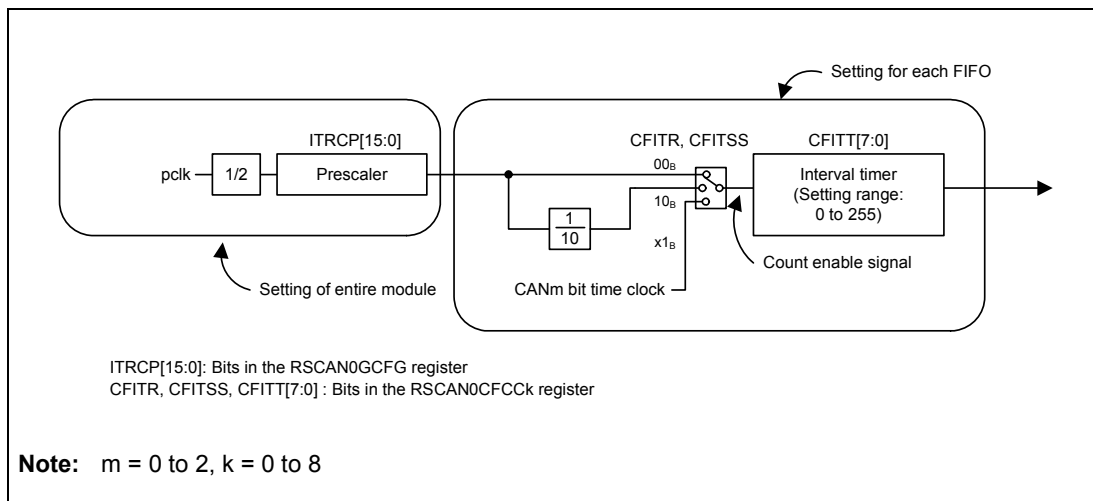 Setting for each FIFO
ITRCP[15:0]
CFITR, CFITSS
CFITT[7:0]
pclk
1/2
Prescaler
00B
10B
x1B
1
10
Interval timer
(Setting range:
0 to 255)
Count enable signal
Setting of entire module
CANm bit time clock
ITRCP[15:0]: Bits in the RSCAN0GCFG register
CFITR, CFITSS, CFITT[7:0] : Bits in the RSCAN0CFCCk register
Note: m = 0 to 2, k = 0 to 8